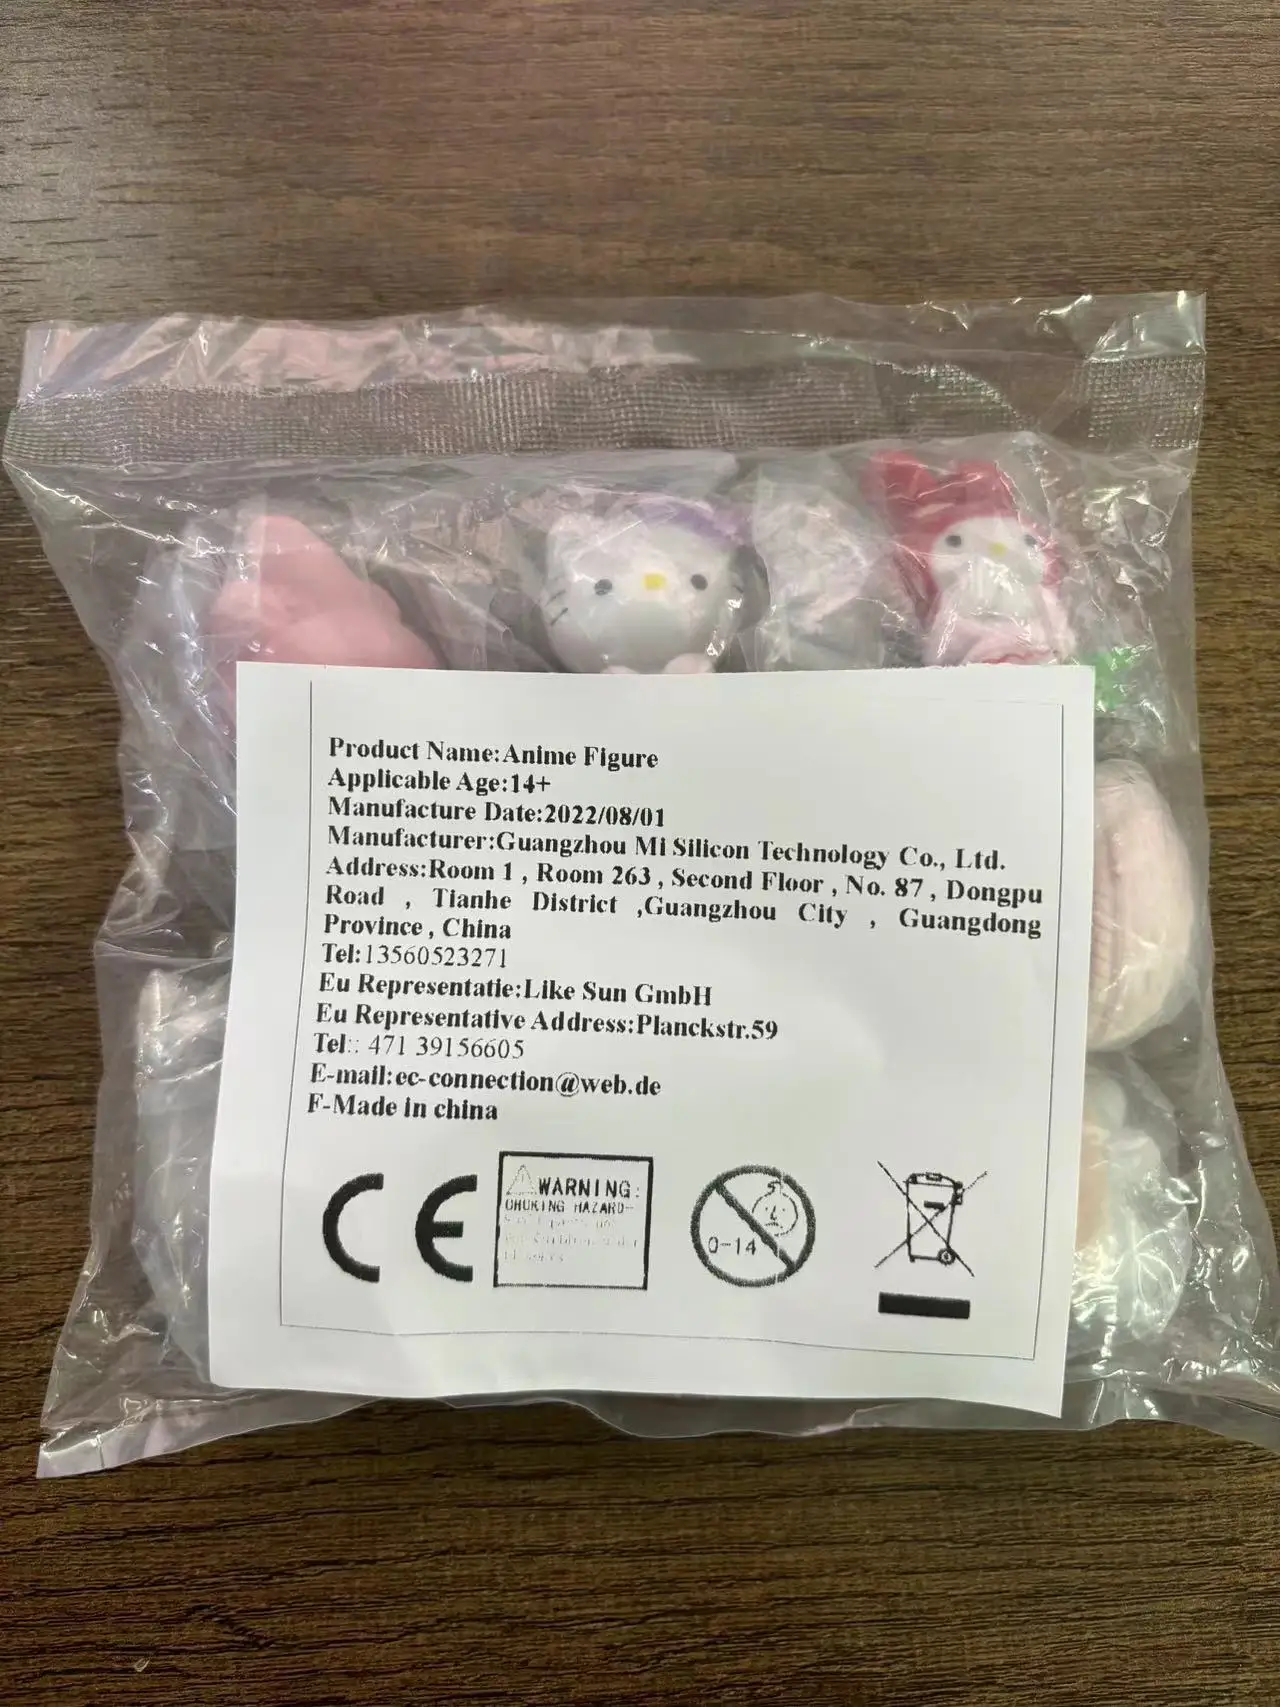 Product Name:Anime Figure
Applicable Age:14+
Manufacture Date:2022/08/01
Manufacturer:Guangzhou Mi Silicon Technology Co., Ltd.
Address:Room 1 , Room 263 , Second Floor , No. 87 , Dongpu
Road , Tianhe District ,Guangzhou City , Guangdong
Province , China
Tel:13560523271
Eu Representatie:Like Sun GmbH
Eu Representative Address:Planckstr.59
Tel:: 471 39156605
E-mail:ec-connection@web.de
F-Made in china
CE
WARNING:
CHOKING HAZARD--
0-14